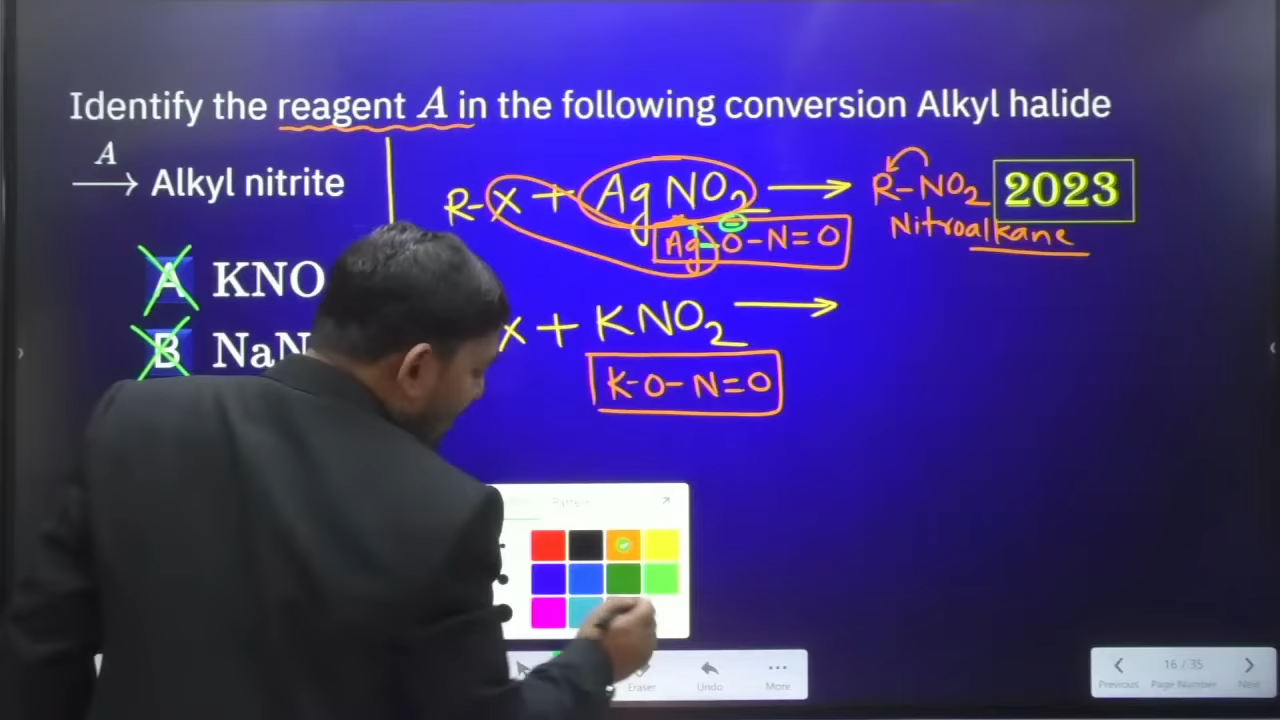 Identify the reagent A in the following conversion Alkyl halide
A
⟶ Alkyl nitrite
R-X + AgNO2 ⟶ R-NO2
2023
Ag-O-N=O
Nitroalkane
A KNO
B NaN
X + KNO2 ⟶
K-O-N=O
Pattern
Eraser
Undo
More
16 / 35
Previous
Page Number
Next